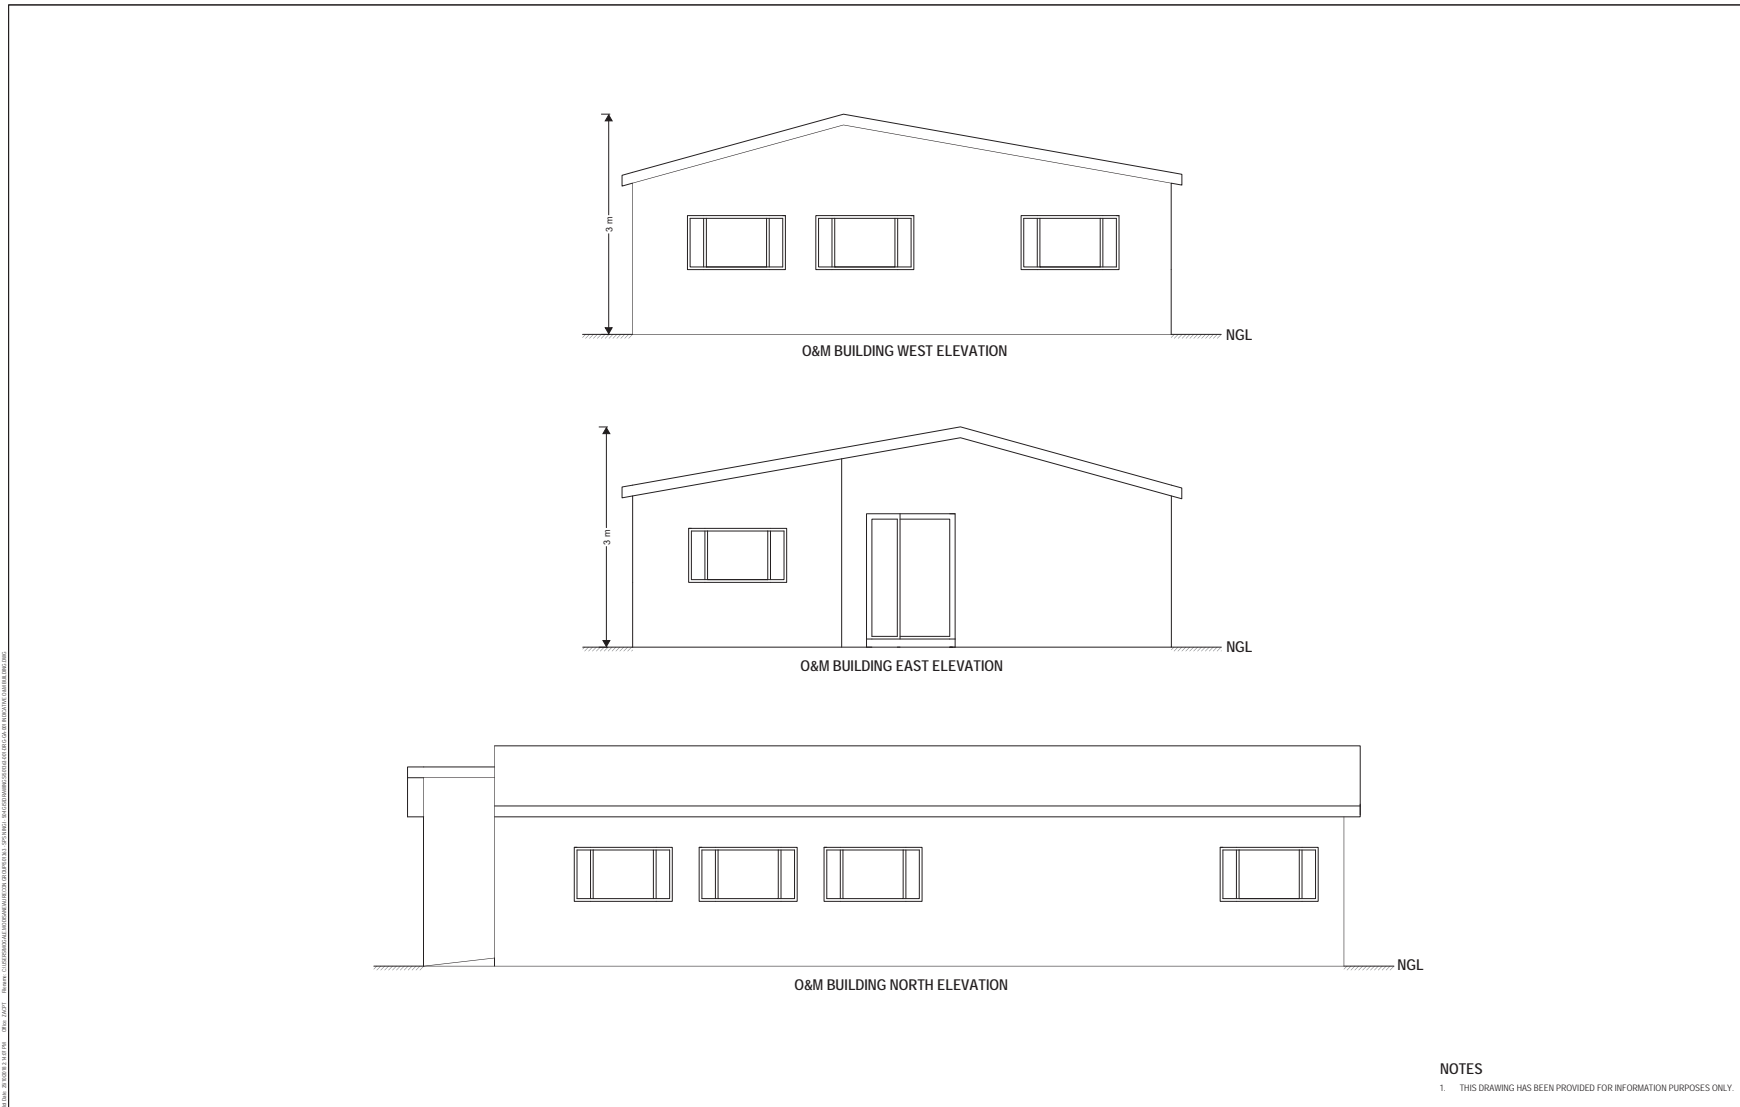 3 m
NGL
O&M BUILDING WEST ELEVATION
3 m
NGL
O&M BUILDING EAST ELEVATION
NGL
O&M BUILDING NORTH ELEVATION
NOTES
1. THIS DRAWING HAS BEEN PROVIDED FOR INFORMATION PURPOSES ONLY.